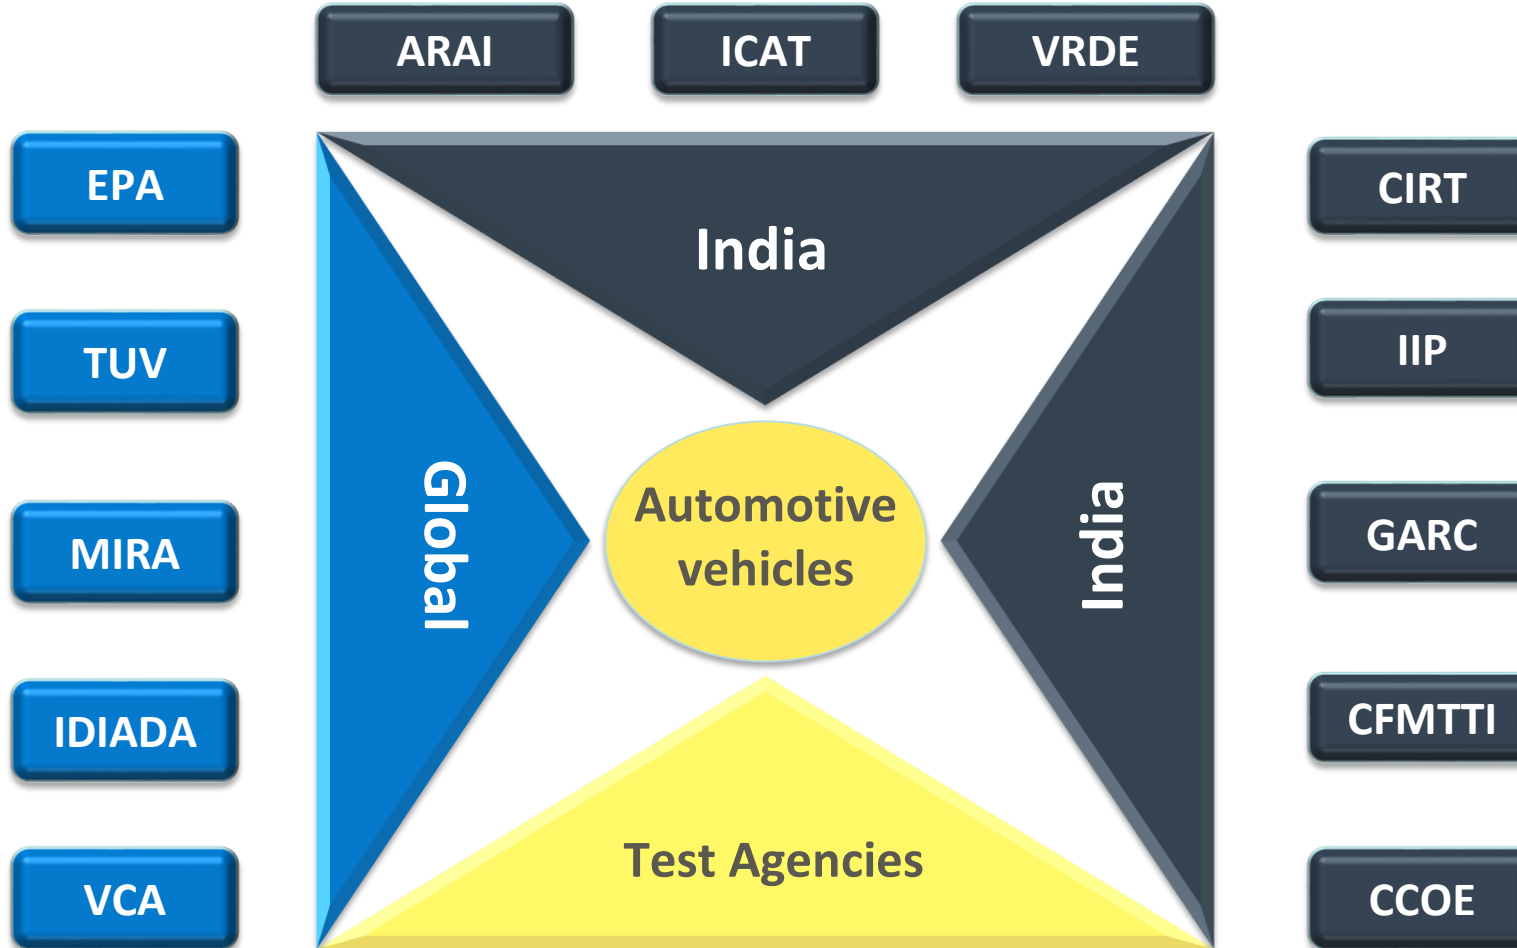 ARAI
ICAT
VRDE
EPA
TUV
MIRA
IDIADA
VCA
India
Global
Automotive
vehicles
India
Test Agencies
CIRT
IIP
GARC
CFMTTI
CCOE